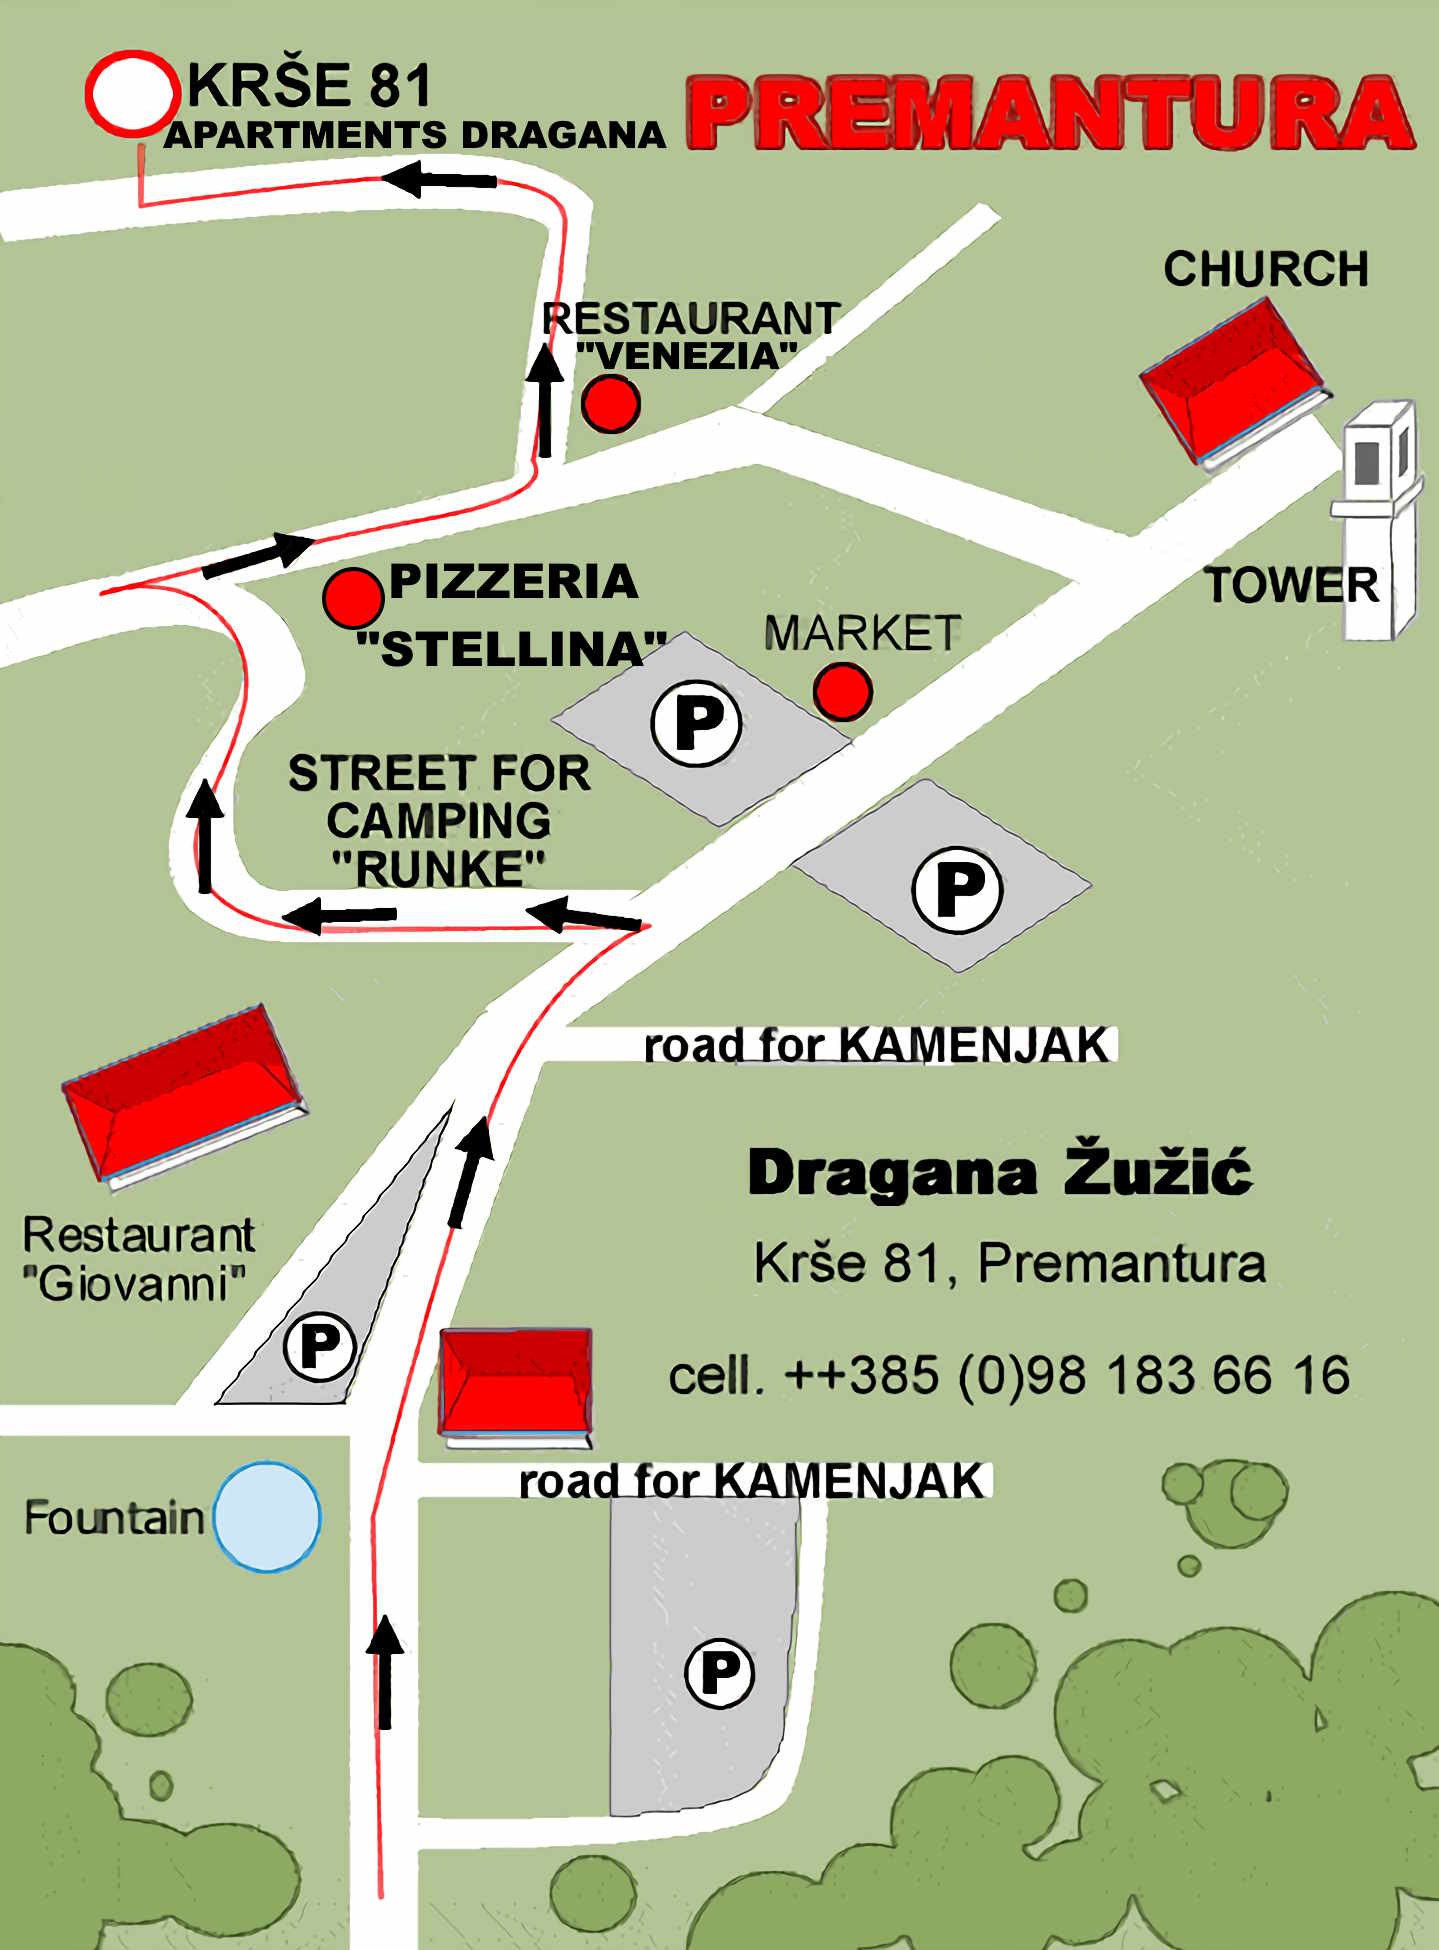 KRŠE 81
APARTMENTS DRAGANA
PREMANTURA
CHURCH
RESTAURANT
"VENEZIA"
PIZZERIA
"STELLINA"
TOWER
MARKET
P
STREET FOR
CAMPING
"RUNKE"
P
road for KAMENJAK
Dragana Žužić
Krše 81, Premantura
cell. ++385 (0)98 183 66 16
Restaurant
"Giovanni"
P
road for KAMENJAK
Fountain
P